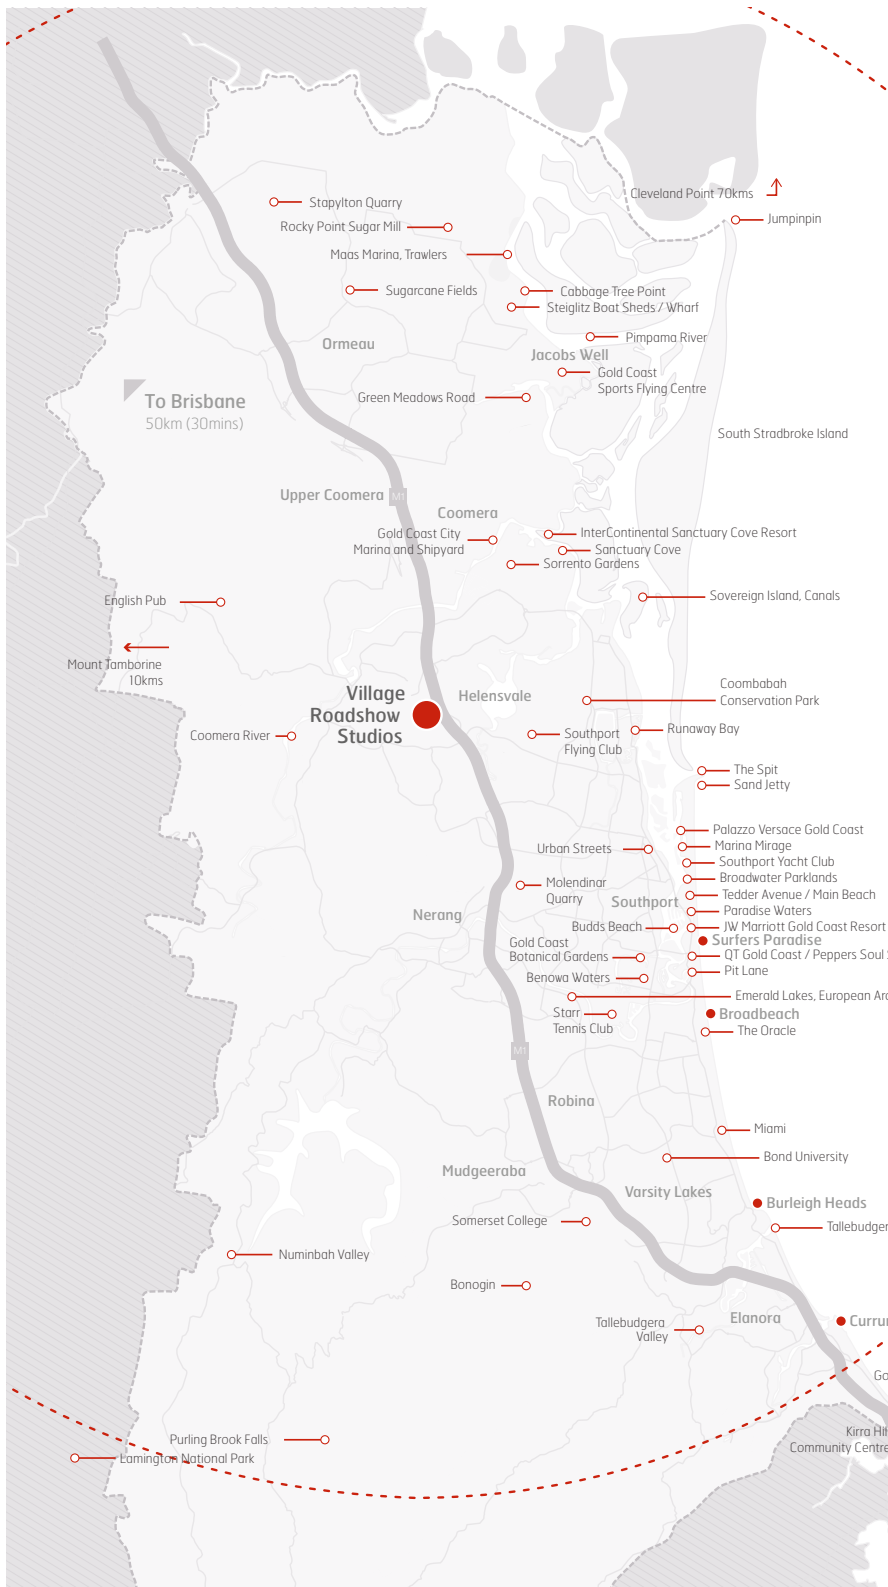 Cleveland Point 70kms
Stapylton Quarry
Jumpinpin
Rocky Point Sugar Mill
Maas Marina, Trawlers
Sugarcane Fields
Cabbage Tree Point
Steiglitz Boat Sheds / Wharf
Pimpama River
Ormeau
Jacobs Well
Gold Coast
Sports Flying Centre
To Brisbane
50km (30mins)
Green Meadows Road
South Stradbroke Island
Upper Coomera
M1
Coomera
Gold Coast City
Marina and Shipyard
InterContinental Sanctuary Cove Resort
Sanctuary Cove
Sorrento Gardens
English Pub
Sovereign Island, Canals
Mount Tamborine
10kms
Village
Roadshow
Studios
Helensvale
Coombabah
Conservation Park
Coomera River
Southport
Flying Club
Runaway Bay
The Spit
Sand Jetty
Palazzo Versace Gold Coast
Urban Streets
Marina Mirage
Southport Yacht Club
Broadwater Parklands
Molendinar
Quarry
Tedder Avenue / Main Beach
Southport
Paradise Waters
Nerang
Budds Beach
JW Marriott Gold Coast Resort
Surfers Paradise
Gold Coast
Botanical Gardens
QT Gold Coast / Peppers Soul
Pit Lane
Benowa Waters
Emerald Lakes, European Arc
Starr
Tennis Club
Broadbeach
The Oracle
M1
Robina
Miami
Bond University
Mudgeeraba
Varsity Lakes
Burleigh Heads
Somerset College
Tallebudger
Numinbah Valley
Bonogin
Elanora
Tallebudgera
Valley
Currum
Go
Purling Brook Falls
Kirra Hill
Community Centre
Lamington National Park